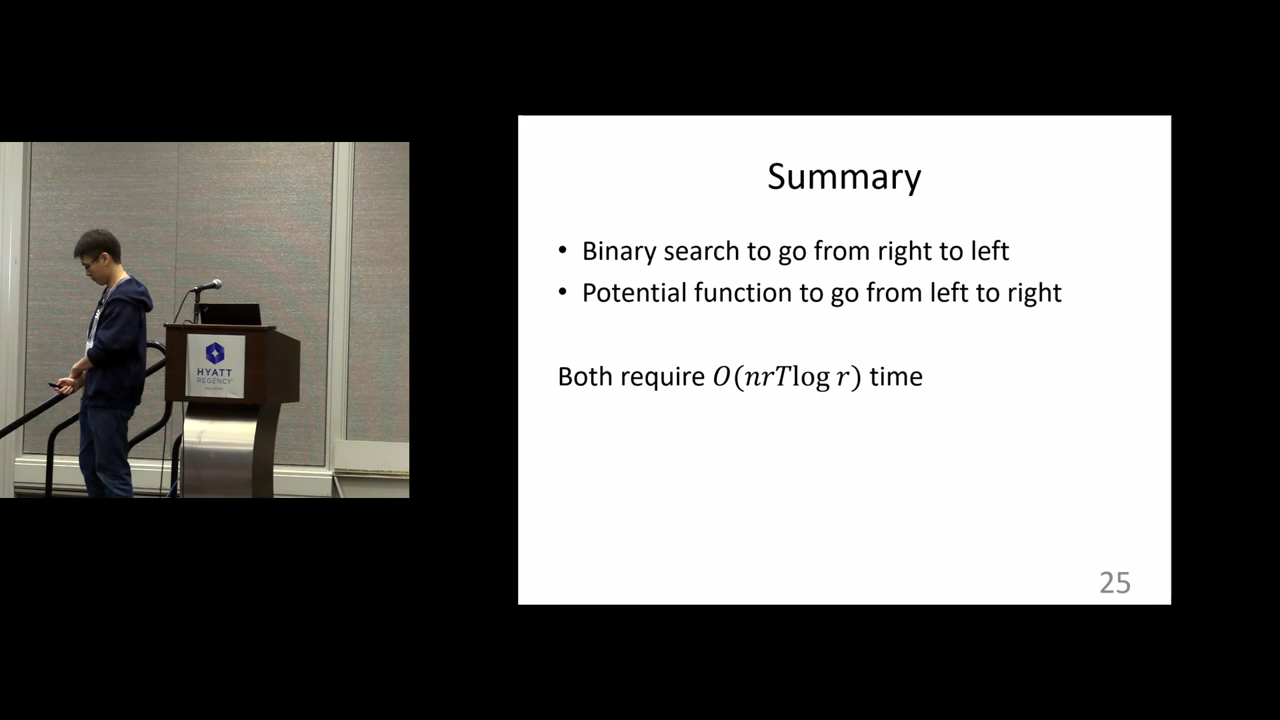 HYATT
REGENCY
Summary
• Binary search to go from right to left
• Potential function to go from left to right
Both require O(nrTlog r) time
25